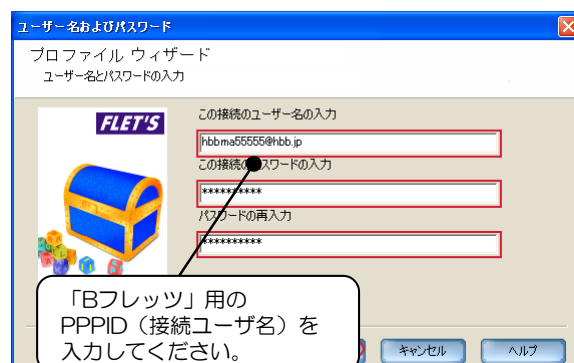 ユーザー名およびパスワード
プロファイル ウィザード
ユーザー名とパスワードの入力
FLET'S
この接続のユーザー名の入力
hbbma55555@hbb.jp
この接続の スワードの入力
**********
パスワードの再入力
**********
「Bフレッツ」用の
PPPID（接続ユーザ名）を
入力してください。
キャンセル
ヘルプ